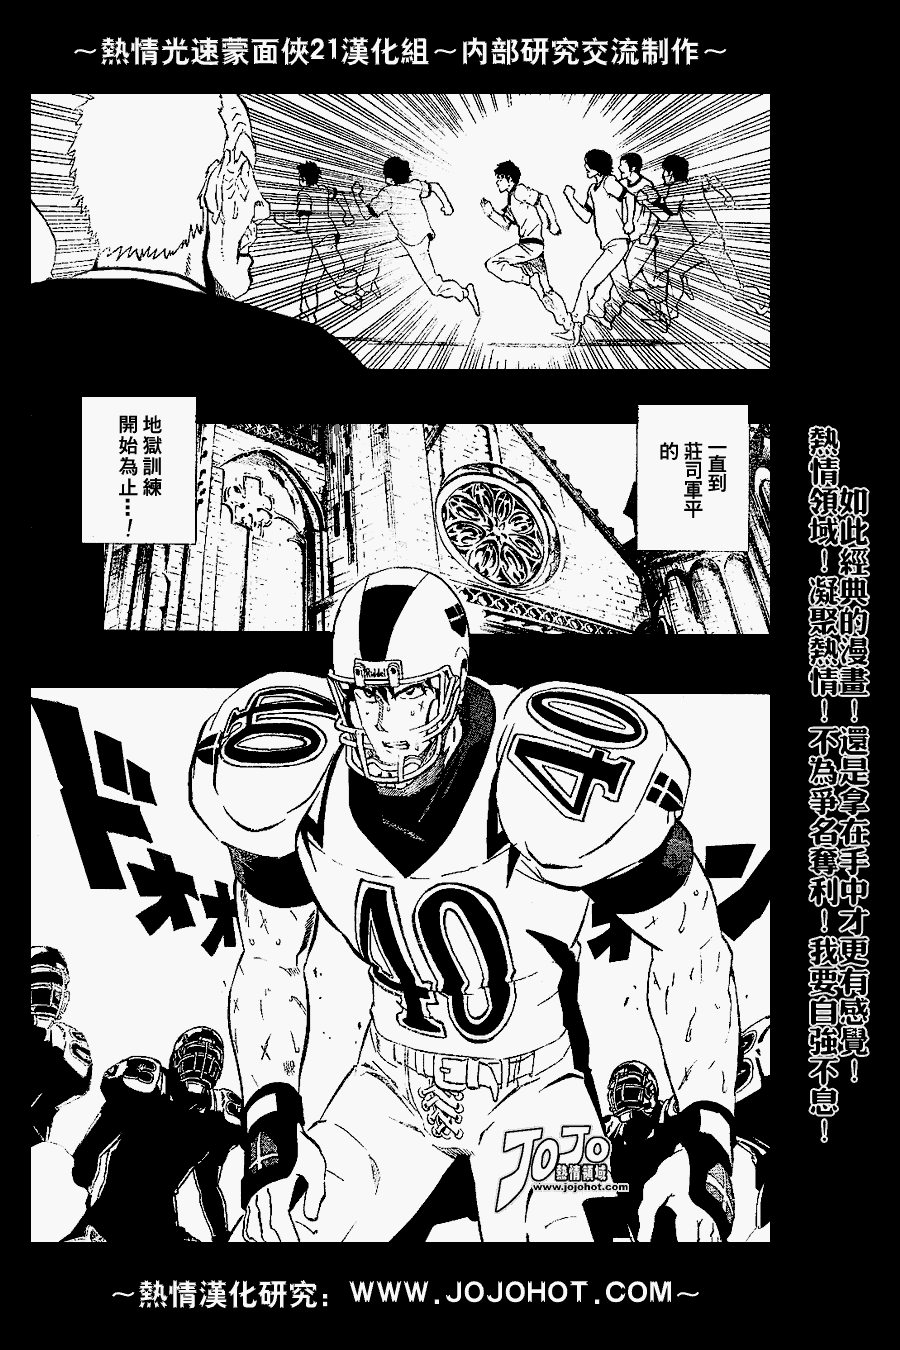 ~熱情光速蒙面俠21漢化組~内部研究交流制作~
一直到
莊司軍平
的
地獄訓練
開始為止…!
Riddell
40
40
40
ドドドド
如此經典的漫畫!還是拿在手中才更有感覺!
熱情領域!凝聚熱情!不為爭名奪利!我要自強不息!
JOJO
熱情領域
www.jojohot.com
~熱情漢化研究: WWW.JOJOHOT.COM~